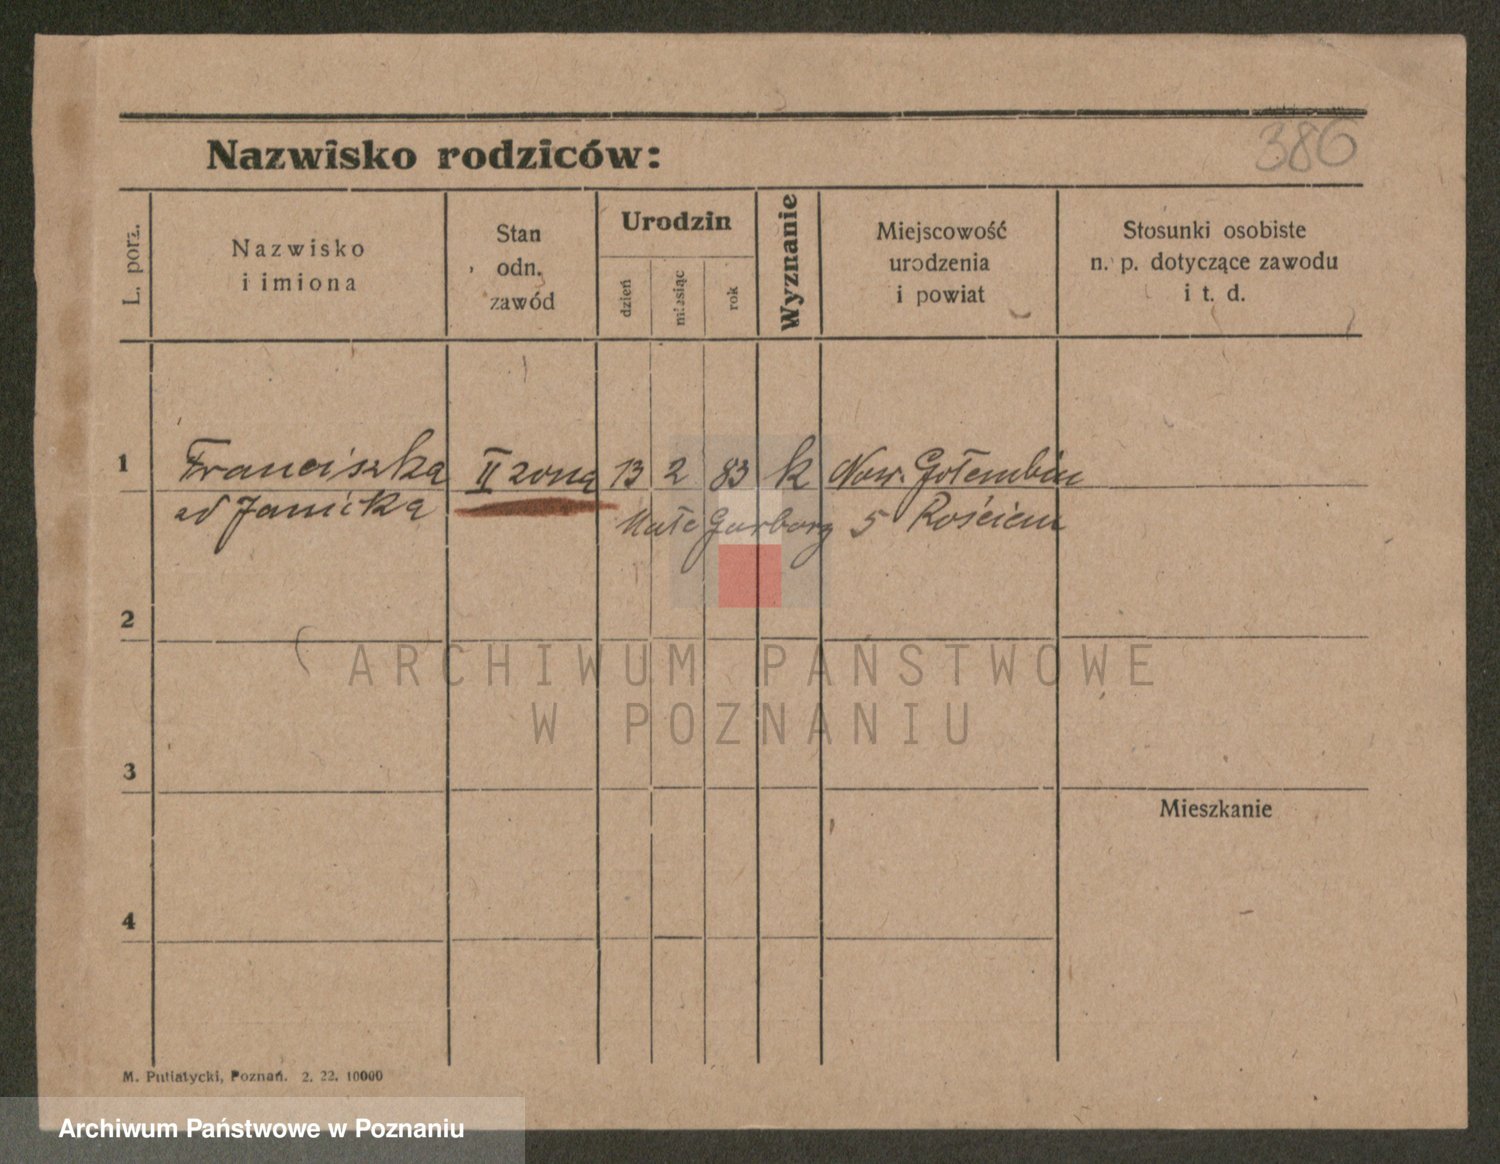 386
Nazwisko rodziców:
L. porz.
Nazwisko
i imiona
Stan
odn.
zawód
Urodzin
dzień
miesiąc
rok
Wyznanie
Miejscowość
urodzenia
i powiat
Stosunki osobiste
n. p. dotyczące zawodu
i t. d.
1 Franciszka II żona 13 2 83 k Now. Gołembin
Janicka
Małe Garbary 5 Kościen
2
3
Mieszkanie
4
M. Putiatycki, Poznań. 2. 22. 10000
ARCHIWUM PAŃSTWOWE
W POZNANIU
Archiwum Państwowe w Poznaniu